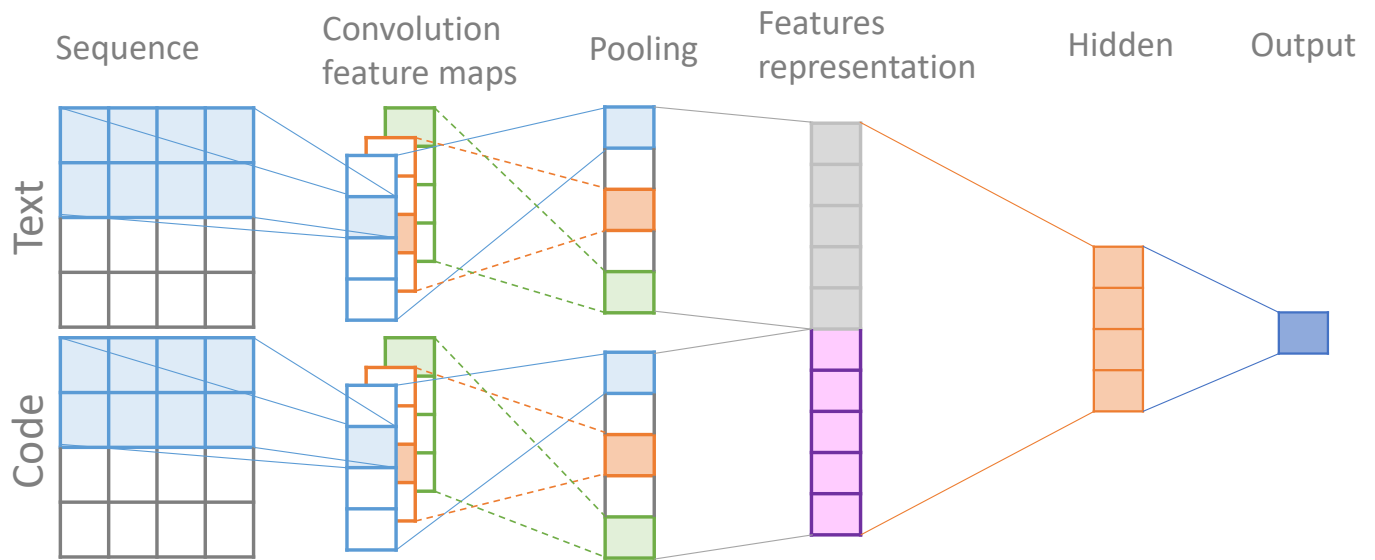 Sequence
Convolution
feature maps
Pooling
Features
representation
Hidden
Output
Text
Code